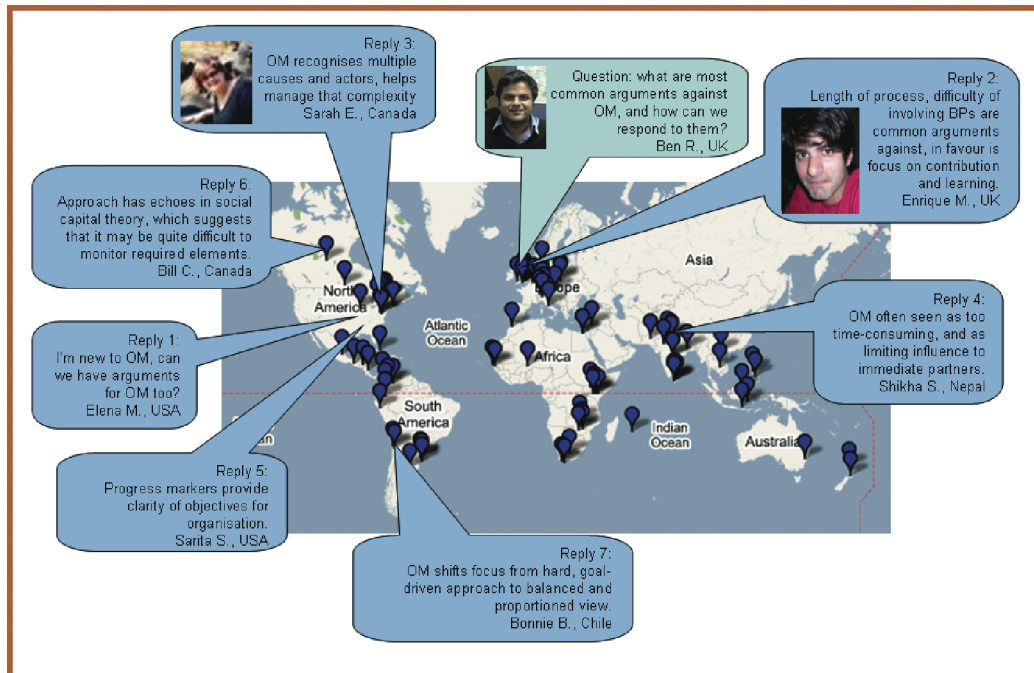 Reply 3:
OM recognises multiple
causes and actors, helps
manage that complexity
Sarah E., Canada
Question: what are most
common arguments against
OM, and how can we
respond to them?
Ben R., UK
Reply 2:
Length of process, difficulty of
involving BPs are
common arguments
against, in favour is
focus on contribution
and learning.
Enrique M., UK
Reply 6:
Approach has echoes in social
capital theory, which suggests
that it may be quite difficult to
monitor required elements.
Bill C., Canada
Reply 1:
I'm new to OM, can
we have arguments
for OM too?
Elena M., USA
Reply 4:
OM often seen as too
time-consuming, and as
limiting influence to
immediate partners.
Shikha S., Nepal
Reply 5:
Progress markers provide
clarity of objectives for
organisation.
Sarita S., USA
Reply 7:
OM shifts focus from hard, goal-
driven approach to balanced and
proportioned view.
Bonnie B., Chile
North
America
Atlantic
Ocean
Europe
Asia
Africa
South
America
Indian
Ocean
Australia